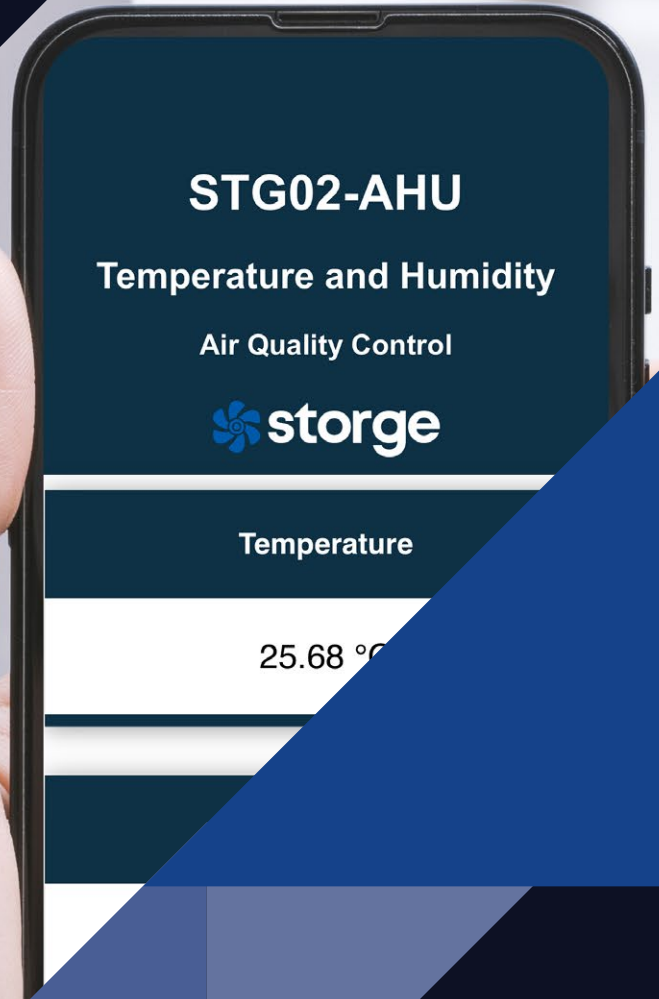 STG02-AHU
Temperature and Humidity
Air Quality Control
storge
Temperature
25.68 °C